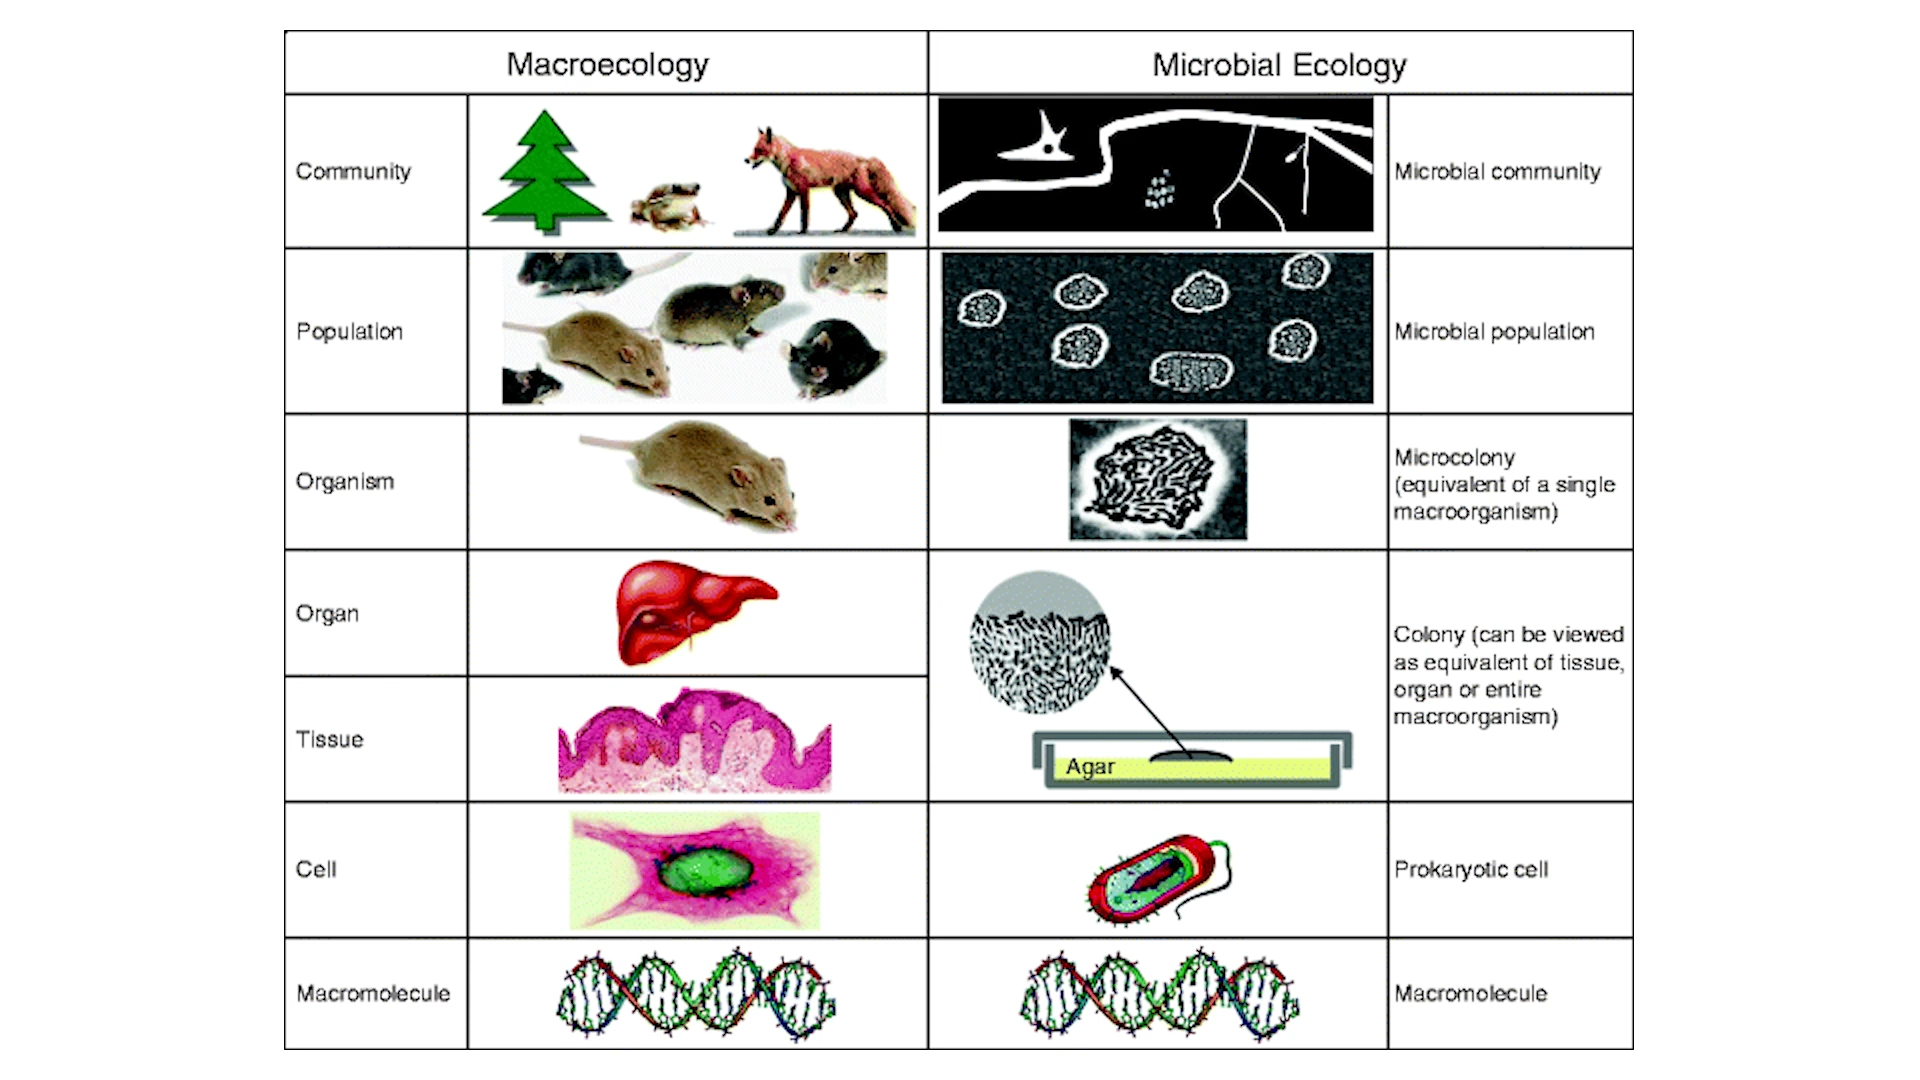 Macroecology
Microbial Ecology
Community
Microbial community
Population
Microbial population
Organism
Microcolony
(equivalent of a single
macroorganism)
Organ
Colony (can be viewed
as equivalent of tissue,
organ or entire
macroorganism)
Tissue
Agar
Cell
Prokaryotic cell
Macromolecule
Macromolecule